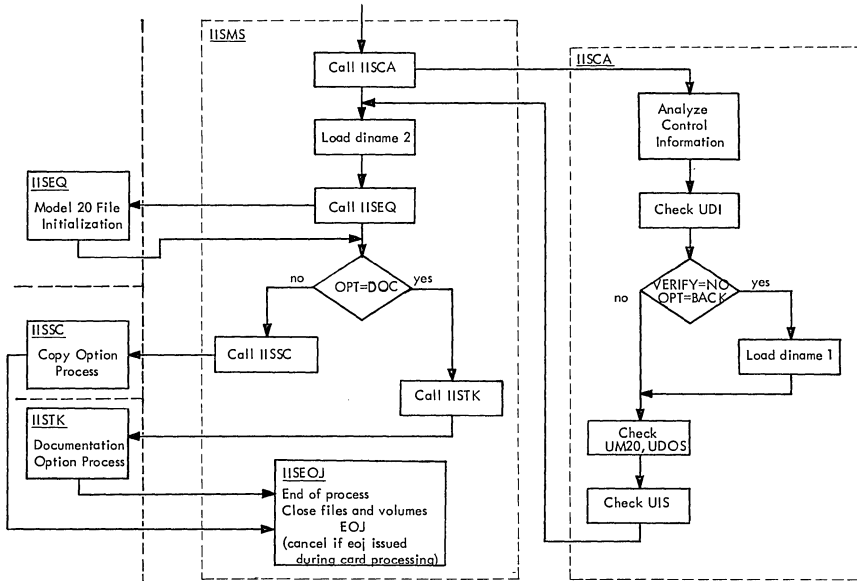 IISMS
Call IISCA
Load diname 2
Call IISEQ
OPT=DOC
no
yes
Call IISSC
Call IISTK
IISEOJ
End of process
Close files and volumes
EOJ
(cancel if eoj issued
during card processing)
IISEQ
Model 20 File
Initialization
IISSC
Copy Option
Process
IISTK
Documentation
Option Process
IISCA
Analyze
Control
Information
Check UDI
VERIFY=NO
OPT=BACK
no
yes
Load diname 1
Check
UM20, UDOS
Check UIS